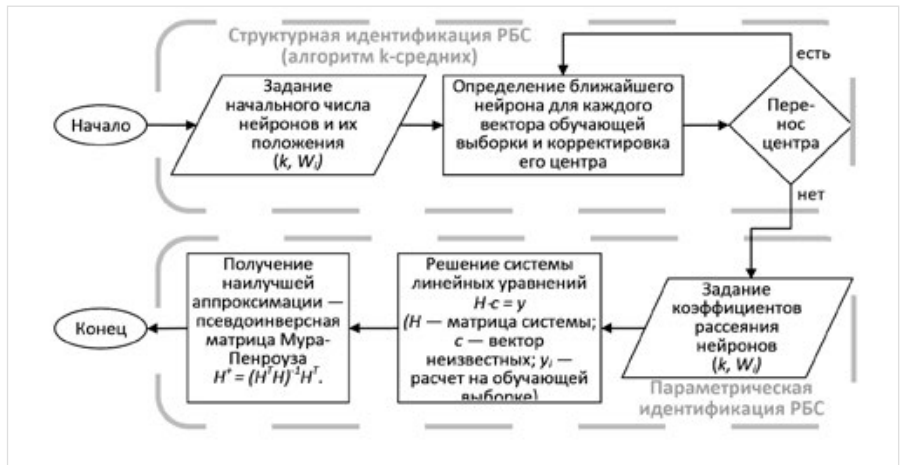 Структурная идентификация РБС
(алгоритм k-средних)
Начало
Задание
начального числа
нейронов и их
положения
(k, Wᵢ)
Определение ближайшего
нейрона для каждого
вектора обучающей
выборки и корректировка
его центра
есть
Пере-
нос
центра
нет
Задание
коэффициентов
рассеяния
нейронов
(k, Wᵢ)
Параметрическая
идентификация РБС
Решение системы
линейных уравнений
H·c = y
(H — матрица системы;
c — вектор
неизвестных; yᵢ —
расчет на обучающей
выборке)
Получение
наилучшей
аппроксимации —
псевдоинверсная
матрица Мура-
Пенроуза
H⁺ = (HᵀH)⁻¹Hᵀ.
Конец